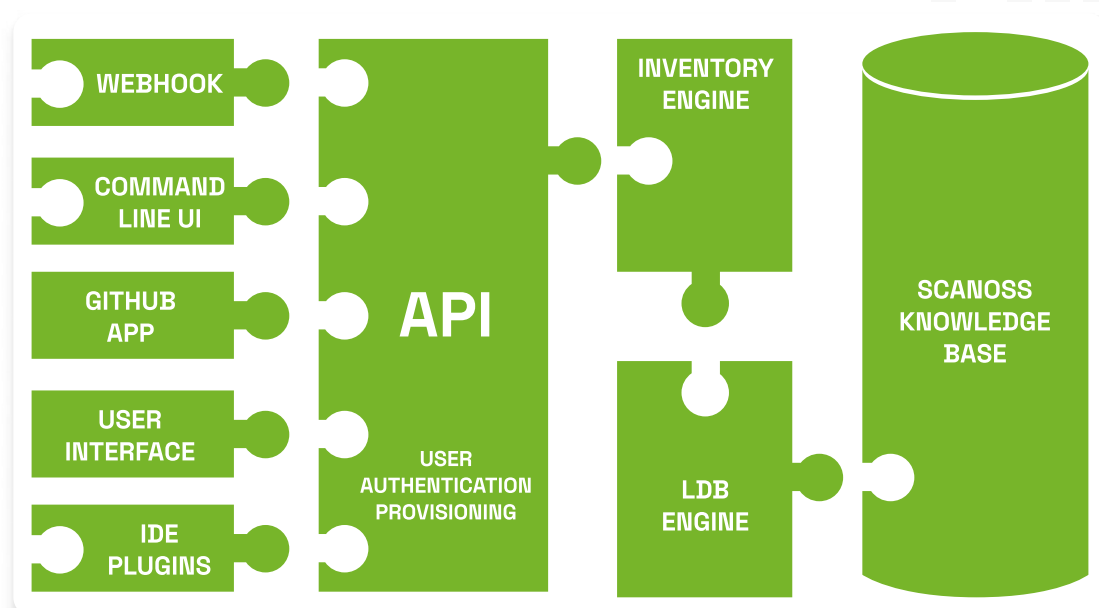 WEBHOOK
COMMAND
LINE UI
GITHUB
APP
USER
INTERFACE
IDE
PLUGINS
API
USER
AUTHENTICATION
PROVISIONING
INVENTORY
ENGINE
LDB
ENGINE
SCANOSS
KNOWLEDGE
BASE